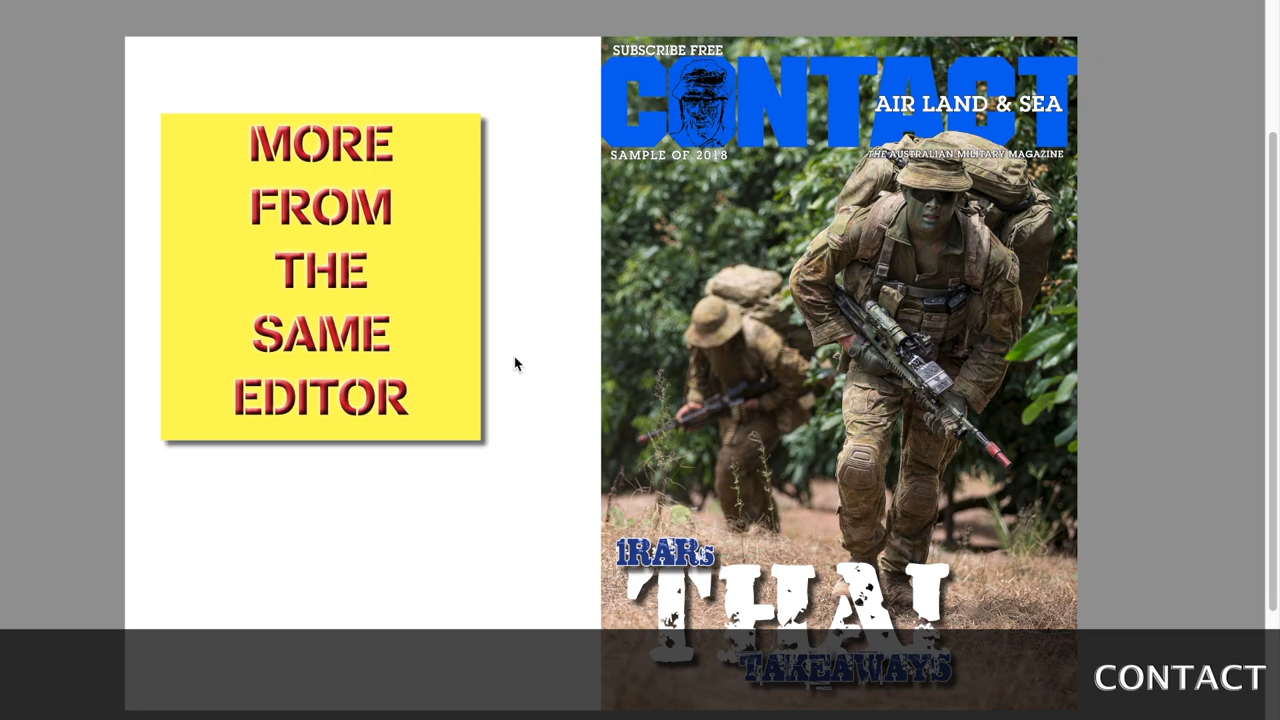 MORE
FROM
THE
SAME
EDITOR
SUBSCRIBE FREE
CONTACT
AIR LAND & SEA
SAMPLE OF 2018
THE AUSTRALIAN MILITARY MAGAZINE
1RARs
THAI
TAKEAWAYS
CONTACT